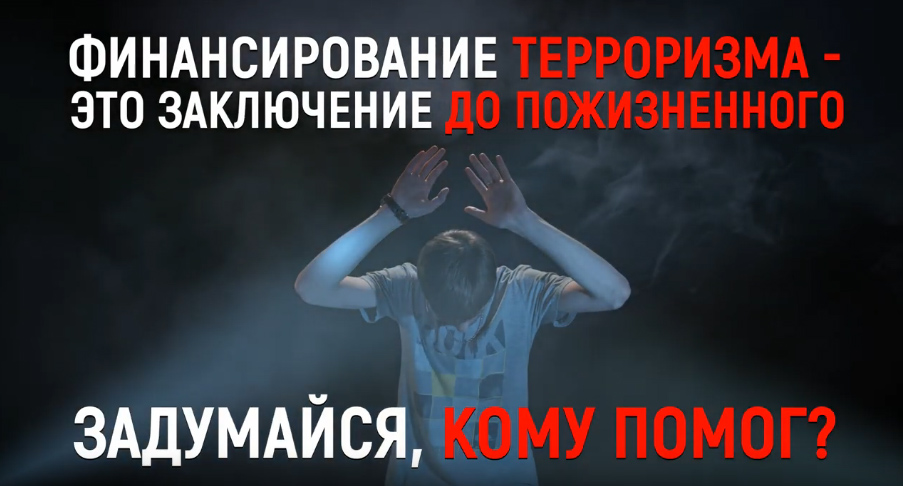 ФИНАНСИРОВАНИЕ ТЕРРОРИЗМА -
ЭТО ЗАКЛЮЧЕНИЕ ДО ПОЖИЗНЕННОГО
ЗАДУМАЙСЯ, КОМУ ПОМОГ?